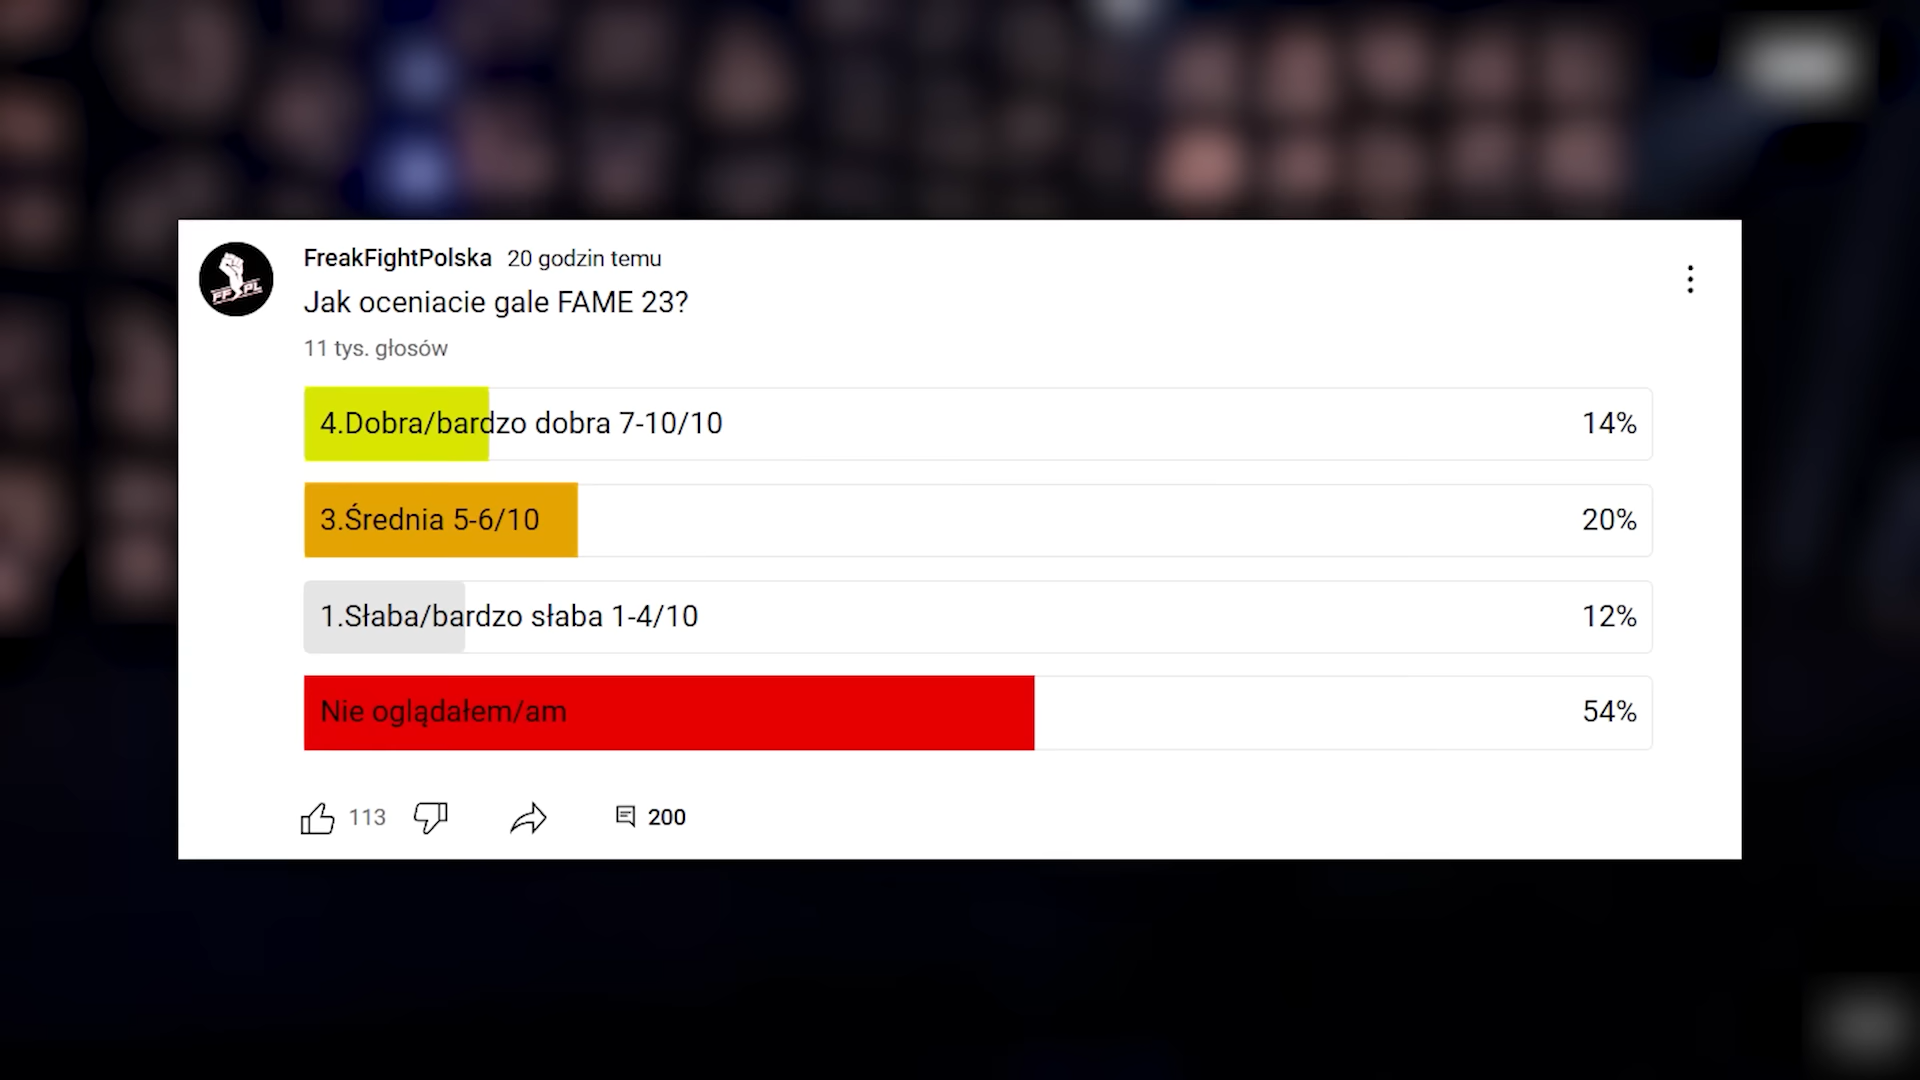 FreakFightPolska 20 godzin temu
Jak oceniacie gale FAME 23?
11 tys. głosów
4.Dobra/bardzo dobra 7-10/10 14%
3.Średnia 5-6/10 20%
1.Słaba/bardzo słaba 1-4/10 12%
Nie oglądałem/am 54%
113 200
FF PL